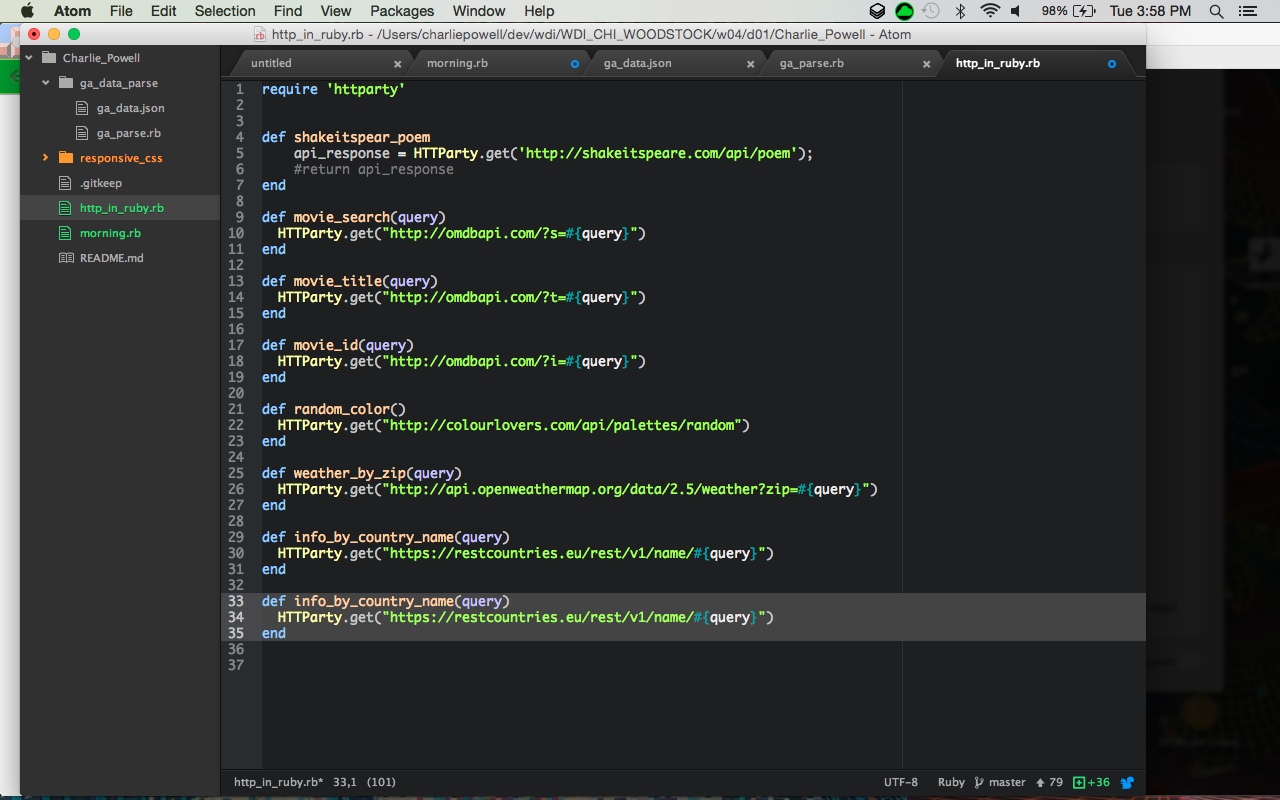 Atom File Edit Selection Find View Packages Window Help 98% Tue 3:58 PM
http_in_ruby.rb - /Users/charliepowell/dev/wdi/WDI_CHI_WOODSTOCK/w04/d01/Charlie_Powell - Atom
Charlie_Powell
ga_data_parse
ga_data.json
ga_parse.rb
responsive_css
.gitkeep
http_in_ruby.rb
morning.rb
README.md
untitled morning.rb ga_data.json ga_parse.rb http_in_ruby.rb
1 require 'httparty'
2
3
4 def shakeitspear_poem
5     api_response = HTTParty.get('http://shakeitspeare.com/api/poem');
6     #return api_response
7 end
8
9 def movie_search(query)
10   HTTParty.get("http://omdbapi.com/?s=#{query}")
11 end
12
13 def movie_title(query)
14   HTTParty.get("http://omdbapi.com/?t=#{query}")
15 end
16
17 def movie_id(query)
18   HTTParty.get("http://omdbapi.com/?i=#{query}")
19 end
20
21 def random_color()
22   HTTParty.get("http://colourlovers.com/api/palettes/random")
23 end
24
25 def weather_by_zip(query)
26   HTTParty.get("http://api.openweathermap.org/data/2.5/weather?zip=#{query}")
27 end
28
29 def info_by_country_name(query)
30   HTTParty.get("https://restcountries.eu/rest/v1/name/#{query}")
31 end
32
33 def info_by_country_name(query)
34   HTTParty.get("https://restcountries.eu/rest/v1/name/#{query}")
35 end
36
37
http_in_ruby.rb* 33,1 (101) UTF-8 Ruby master 79 +36